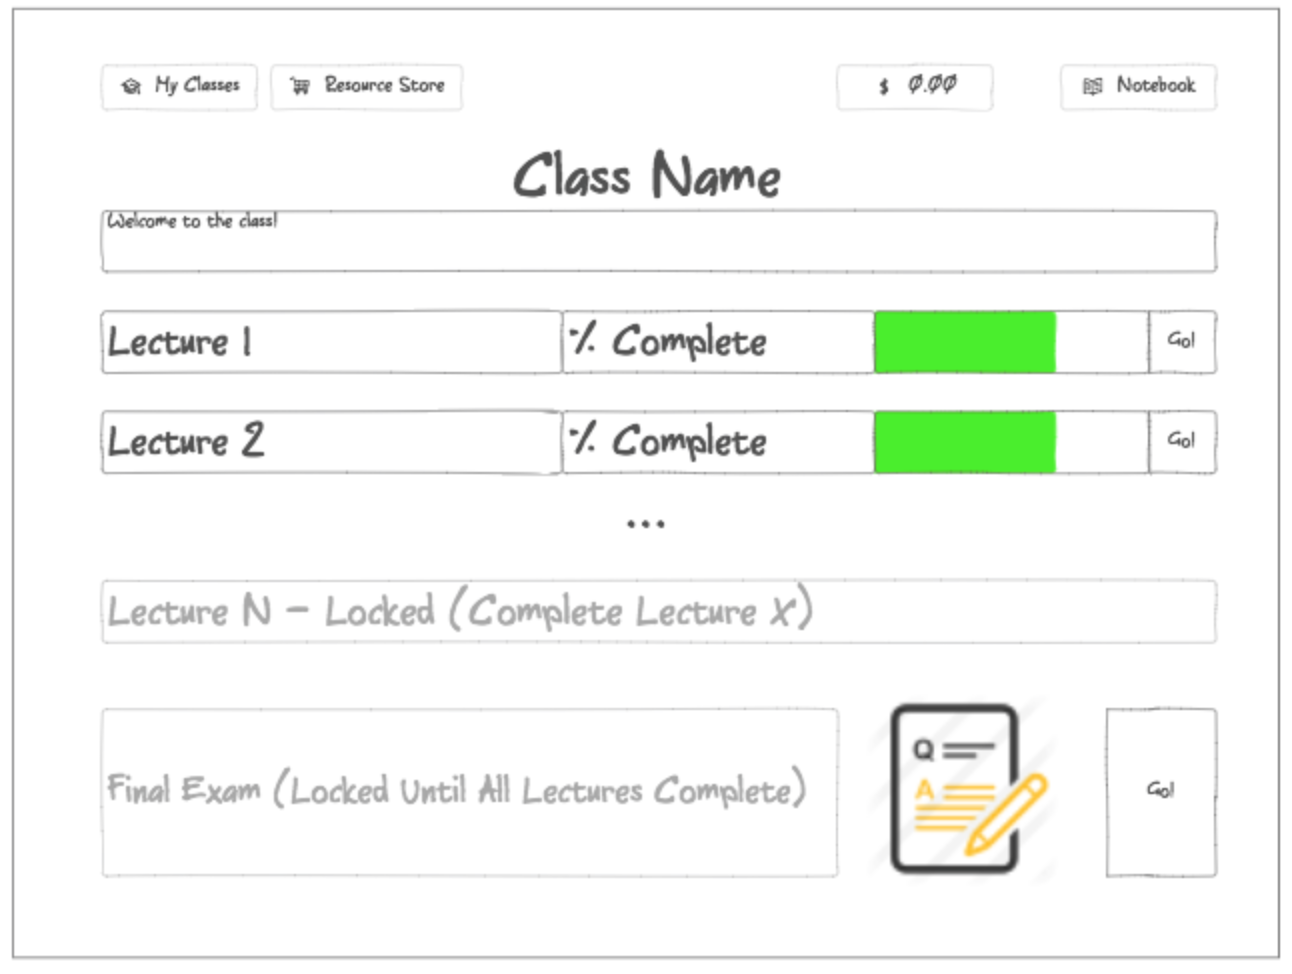 My Classes
Resource Store
$ 0.00
Notebook
Class Name
Welcome to the class!
Lecture 1
% Complete
Go!
Lecture 2
% Complete
Go!
...
Lecture N - Locked (Complete Lecture X)
Final Exam (Locked Until All Lectures Complete)
Q
A
Go!